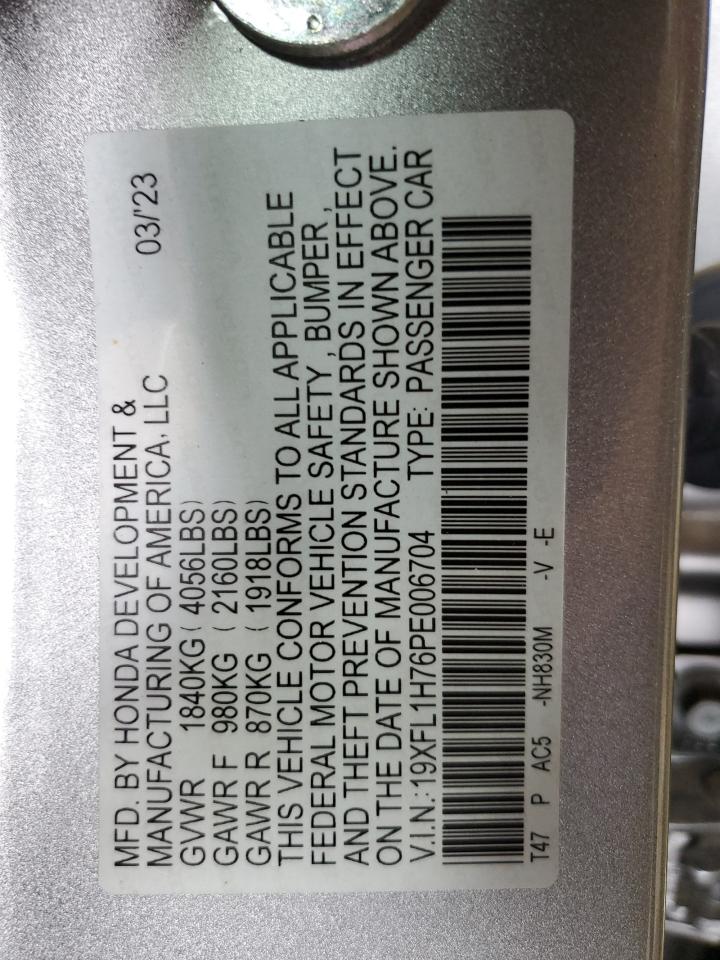 MFD. BY HONDA DEVELOPMENT & 03/'23
MANUFACTURING OF AMERICA, LLC
GVWR 1840KG (4056LBS)
GAWR F 980KG (2160LBS)
GAWR R 870KG (1918LBS)
THIS VEHICLE CONFORMS TO ALL APPLICABLE
FEDERAL MOTOR VEHICLE SAFETY, BUMPER,
AND THEFT PREVENTION STANDARDS IN EFFECT
ON THE DATE OF MANUFACTURE SHOWN ABOVE.
V.I.N.:19XFL1H76PE006704 TYPE: PASSENGER CAR
T47 P AC5 -NH830M -V -E